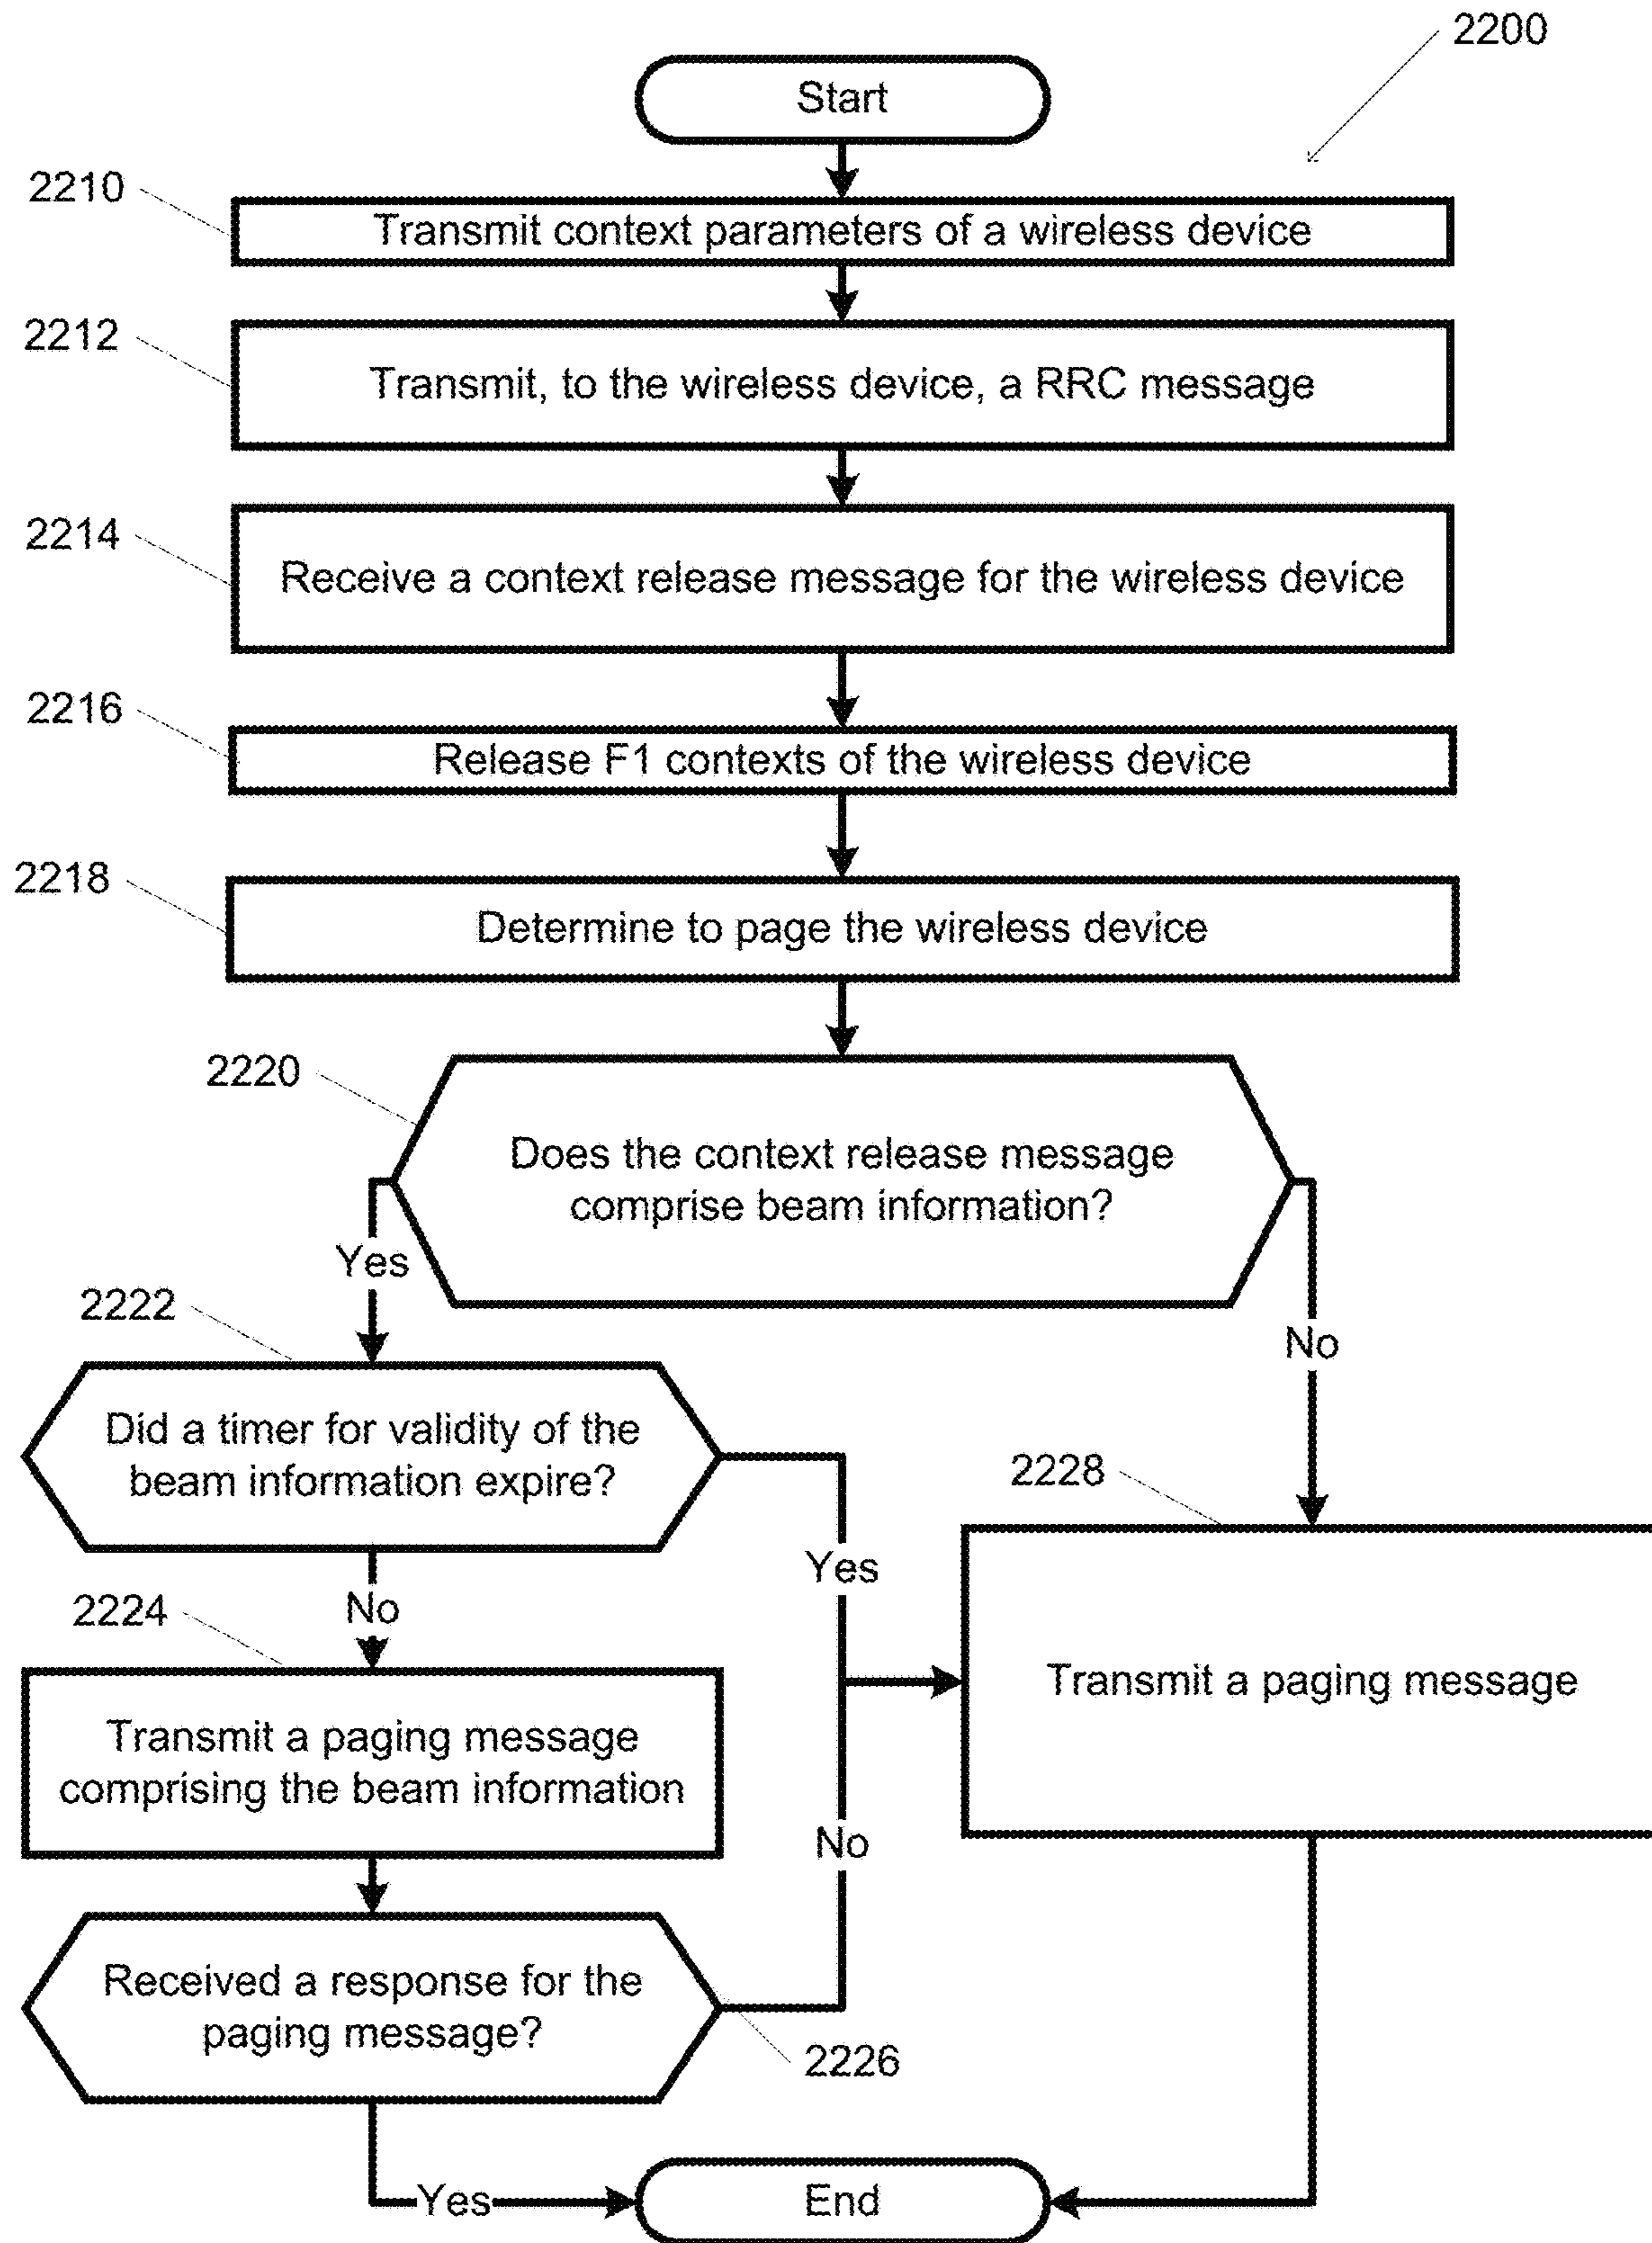 2200
Start
2210
Transmit context parameters of a wireless device
2212
Transmit, to the wireless device, a RRC message
2214
Receive a context release message for the wireless device
2216
Release F1 contexts of the wireless device
2218
Determine to page the wireless device
2220
Does the context release message
comprise beam information?
Yes
No
2222
Did a timer for validity of the
beam information expire?
Yes
No
2228
Transmit a paging message
2224
Transmit a paging message
comprising the beam information
No
Received a response for the
paging message?
2226
Yes
End